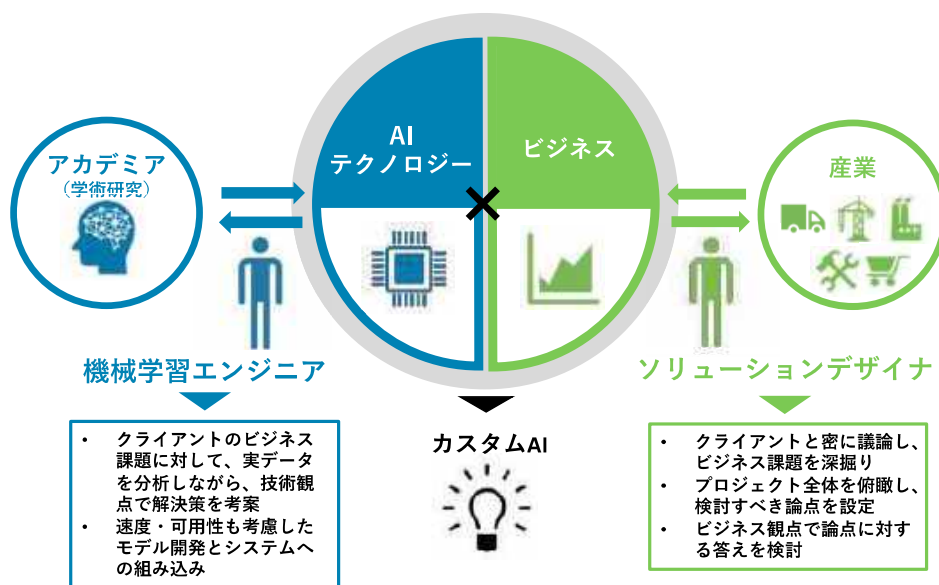 AI
テクノロジー
ビジネス
アカデミア
(学術研究)
産業
×
機械学習エンジニア
ソリューションデザイナ
• クライアントのビジネス
課題に対して、実データ
を分析しながら、技術観
点で解決策を考案
• 速度・可用性も考慮した
モデル開発とシステムへ
の組み込み
カスタムAI
• クライアントと密に議論し、
ビジネス課題を深掘り
• プロジェクト全体を俯瞰し、
検討すべき論点を設定
• ビジネス観点で論点に対す
る答えを検討